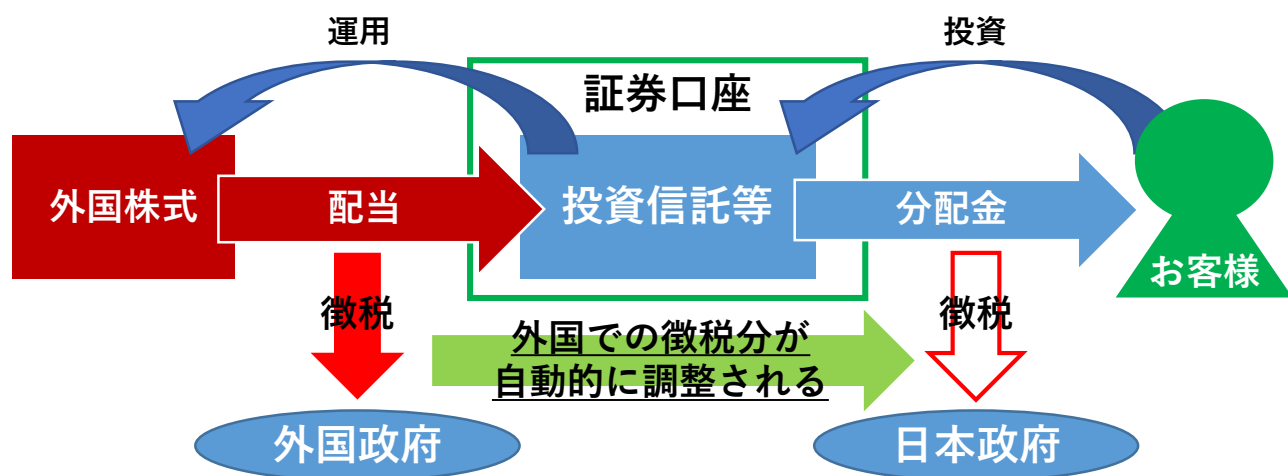 運用
投資
証券口座
外国株式
配当
投資信託等
分配金
お客様
徴税
徴税
外国での徴税分が
自動的に調整される
外国政府
日本政府